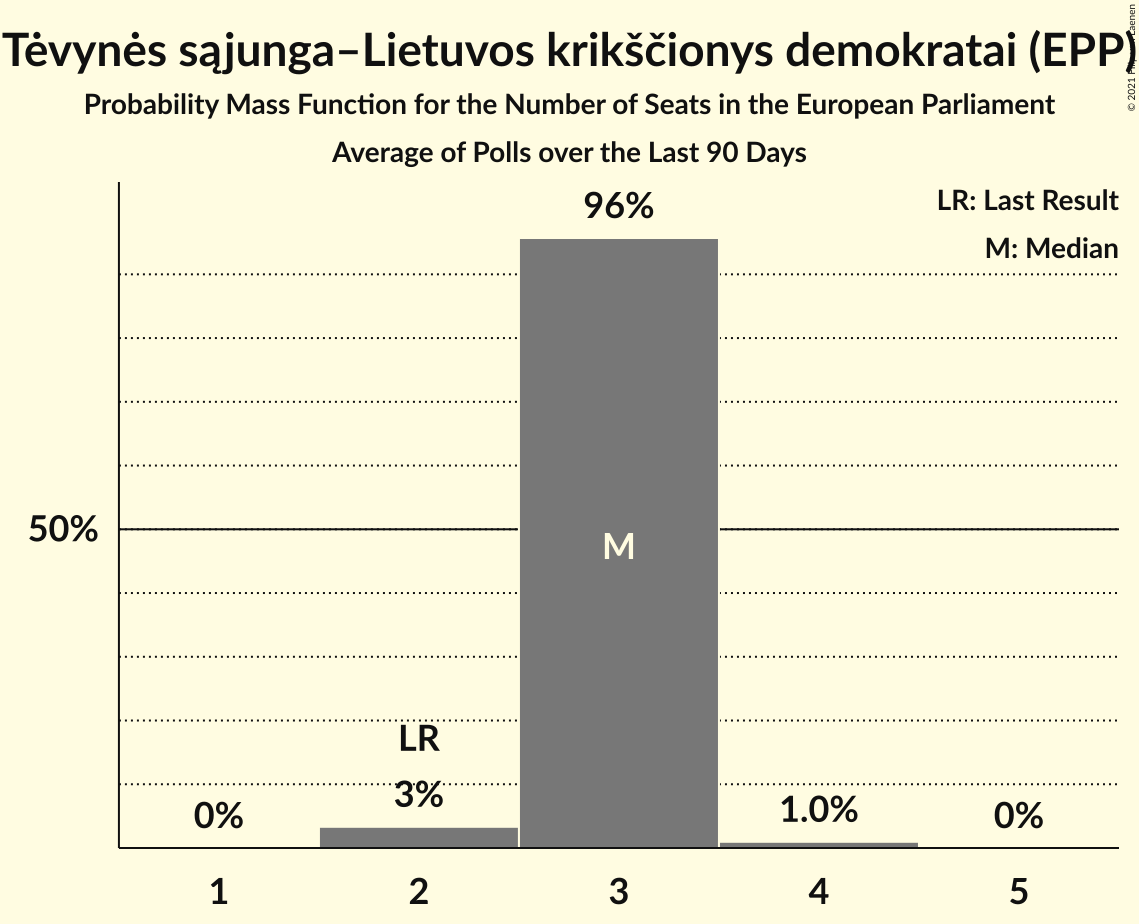 Tėvynės sąjunga–Lietuvos krikščionys demokratai (EPP)
Probability Mass Function for the Number of Seats in the European Parliament
Average of Polls over the Last 90 Days
LR: Last Result
M: Median
96%
50%
M
LR
3%
0%
1.0%
0%
1 2 3 4 5
© 2021 Laenen